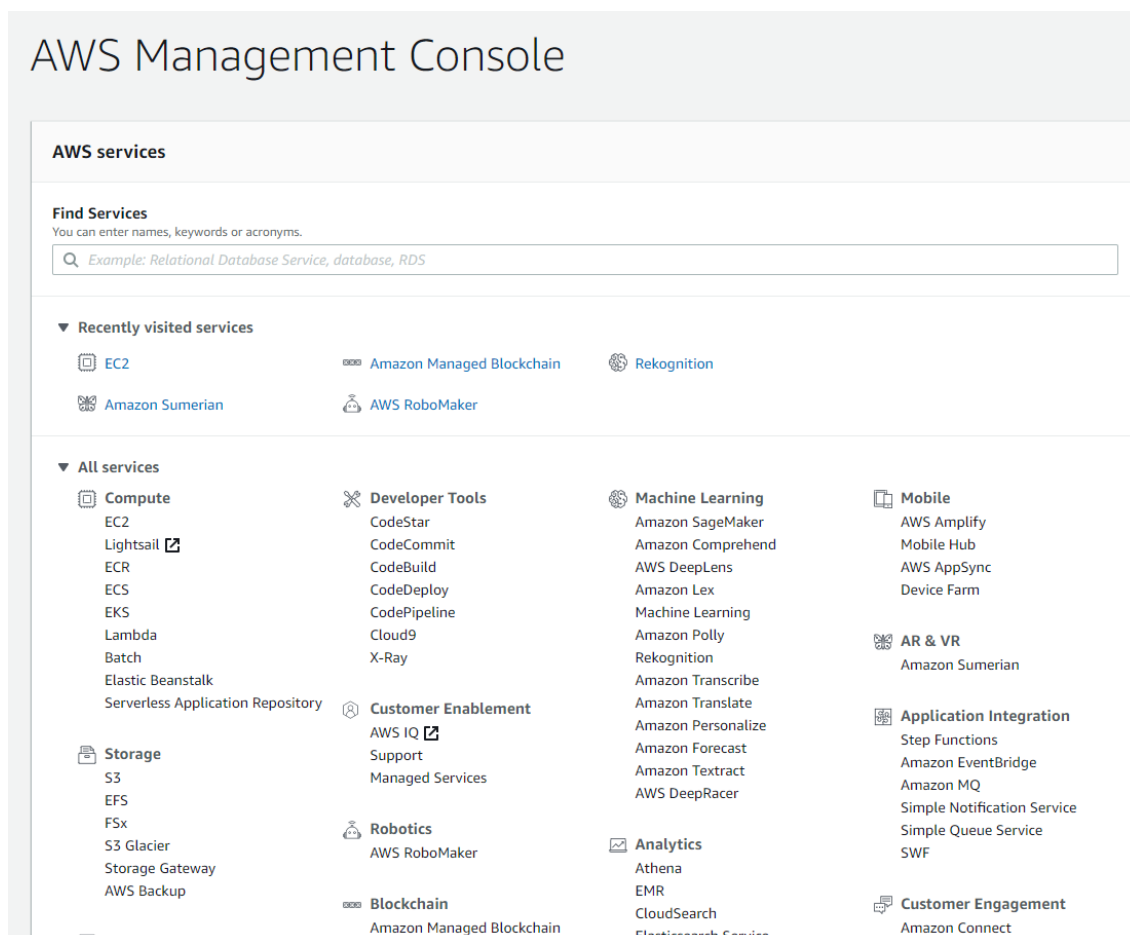 AWS Management Console
AWS services
Find Services
You can enter names, keywords or acronyms.
Example: Relational Database Service, database, RDS
Recently visited services
EC2
Amazon Managed Blockchain
Rekognition
Amazon Sumerian
AWS RoboMaker
All services
Compute
EC2
Lightsail
ECR
ECS
EKS
Lambda
Batch
Elastic Beanstalk
Serverless Application Repository
Storage
S3
EFS
FSx
S3 Glacier
Storage Gateway
AWS Backup
Developer Tools
CodeStar
CodeCommit
CodeBuild
CodeDeploy
CodePipeline
Cloud9
X-Ray
Customer Enablement
AWS IQ
Support
Managed Services
Robotics
AWS RoboMaker
Blockchain
Amazon Managed Blockchain
Machine Learning
Amazon SageMaker
Amazon Comprehend
AWS DeepLens
Amazon Lex
Machine Learning
Amazon Polly
Rekognition
Amazon Transcribe
Amazon Translate
Amazon Personalize
Amazon Forecast
Amazon Textract
AWS DeepRacer
Analytics
Athena
EMR
CloudSearch
Elasticsearch Service
Mobile
AWS Amplify
Mobile Hub
AWS AppSync
Device Farm
AR & VR
Amazon Sumerian
Application Integration
Step Functions
Amazon EventBridge
Amazon MQ
Simple Notification Service
Simple Queue Service
SWF
Customer Engagement
Amazon Connect